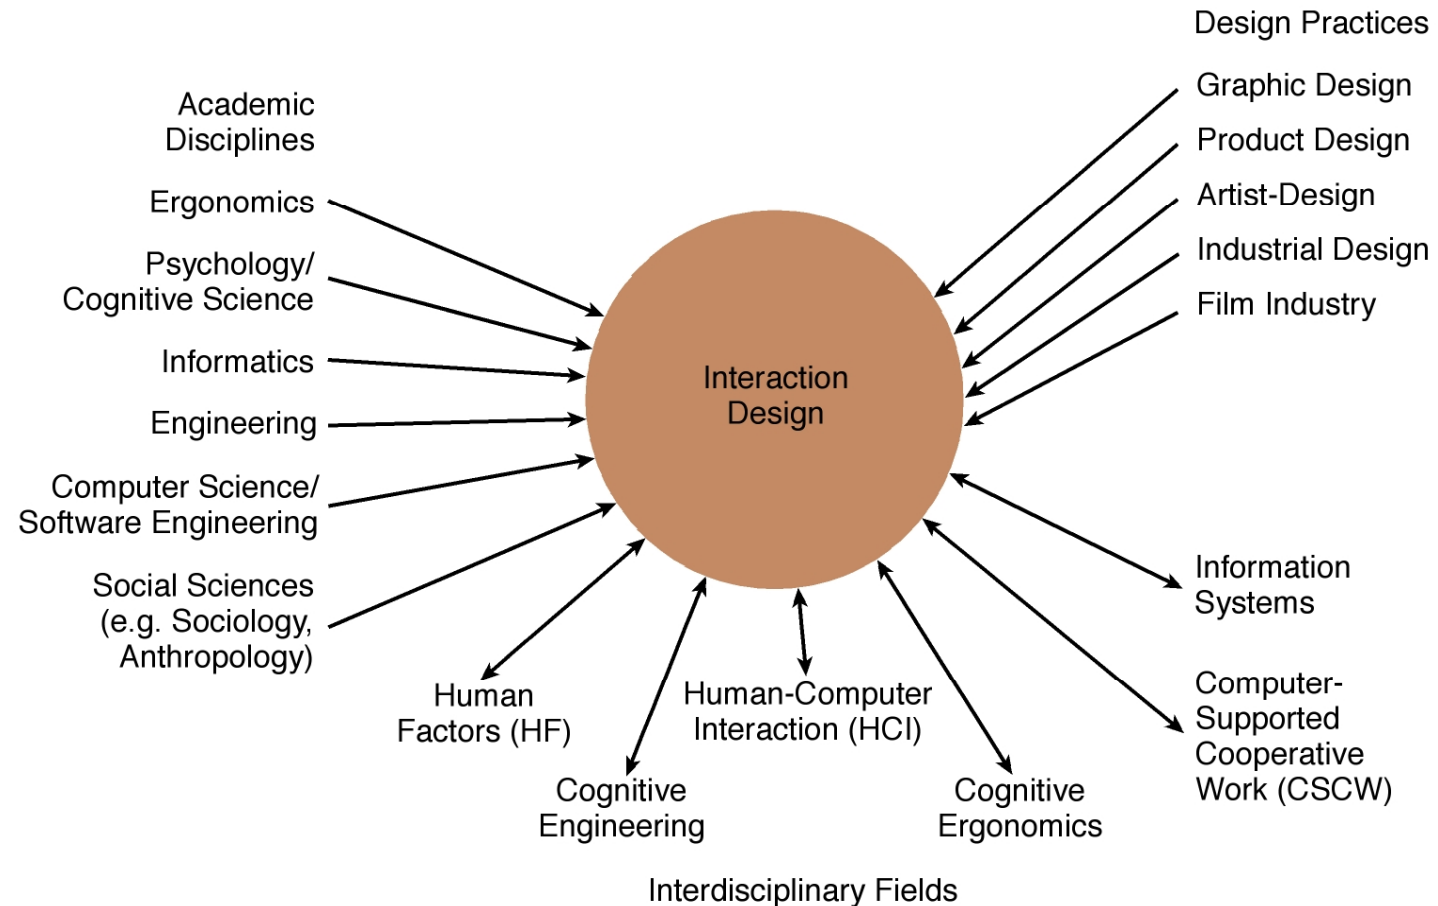 Design Practices
Graphic Design
Product Design
Artist-Design
Industrial Design
Film Industry
Academic
Disciplines
Ergonomics
Psychology/
Cognitive Science
Informatics
Engineering
Computer Science/
Software Engineering
Social Sciences
(e.g. Sociology,
Anthropology)
Interaction
Design
Human
Factors (HF)
Cognitive
Engineering
Human-Computer
Interaction (HCI)
Cognitive
Ergonomics
Information
Systems
Computer-
Supported
Cooperative
Work (CSCW)
Interdisciplinary Fields